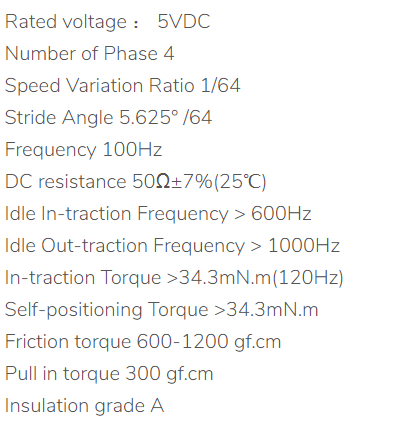 Rated voltage： 5VDC
Number of Phase 4
Speed Variation Ratio 1/64
Stride Angle 5.625° /64
Frequency 100Hz
DC resistance 50Ω±7%(25℃)
Idle In-traction Frequency > 600Hz
Idle Out-traction Frequency > 1000Hz
In-traction Torque >34.3mN.m(120Hz)
Self-positioning Torque >34.3mN.m
Friction torque 600-1200 gf.cm
Pull in torque 300 gf.cm
Insulation grade A